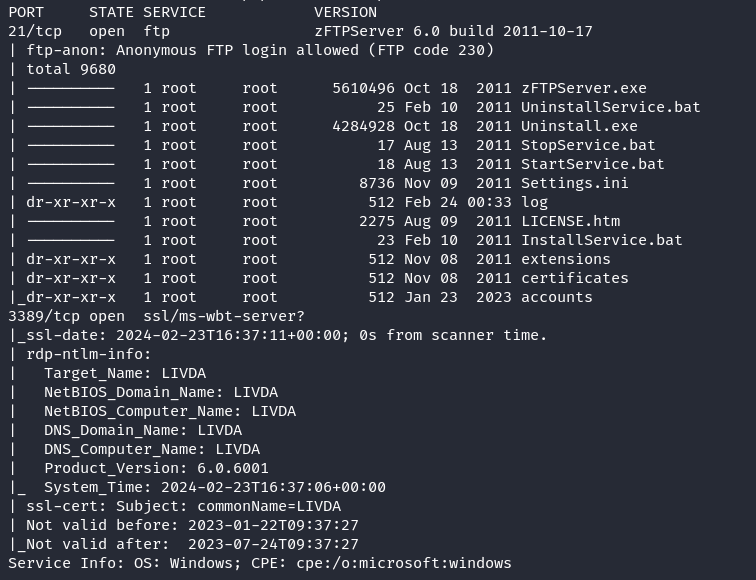 PORT     STATE SERVICE            VERSION
21/tcp   open  ftp                zFTPServer 6.0 build 2011-10-17
| ftp-anon: Anonymous FTP login allowed (FTP code 230)
| total 9680
| ----------   1 root     root      5610496 Oct 18  2011 zFTPServer.exe
| ----------   1 root     root           25 Feb 10  2011 UninstallService.bat
| ----------   1 root     root      4284928 Oct 18  2011 Uninstall.exe
| ----------   1 root     root           17 Aug 13  2011 StopService.bat
| ----------   1 root     root           18 Aug 13  2011 StartService.bat
| ----------   1 root     root         8736 Nov 09  2011 Settings.ini
| dr-xr-xr-x   1 root     root          512 Feb 24 00:33 log
| ----------   1 root     root         2275 Aug 09  2011 LICENSE.htm
| ----------   1 root     root           23 Feb 10  2011 InstallService.bat
| dr-xr-xr-x   1 root     root          512 Nov 08  2011 extensions
| dr-xr-xr-x   1 root     root          512 Nov 08  2011 certificates
|_dr-xr-xr-x   1 root     root          512 Jan 23  2023 accounts
3389/tcp open  ssl/ms-wbt-server?
|_ssl-date: 2024-02-23T16:37:11+00:00; 0s from scanner time.
| rdp-ntlm-info:
|   Target_Name: LIVDA
|   NetBIOS_Domain_Name: LIVDA
|   NetBIOS_Computer_Name: LIVDA
|   DNS_Domain_Name: LIVDA
|   DNS_Computer_Name: LIVDA
|   Product_Version: 6.0.6001
|_  System_Time: 2024-02-23T16:37:06+00:00
| ssl-cert: Subject: commonName=LIVDA
| Not valid before: 2023-01-22T09:37:27
|_Not valid after:  2023-07-24T09:37:27
Service Info: OS: Windows; CPE: cpe:/o:microsoft:windows